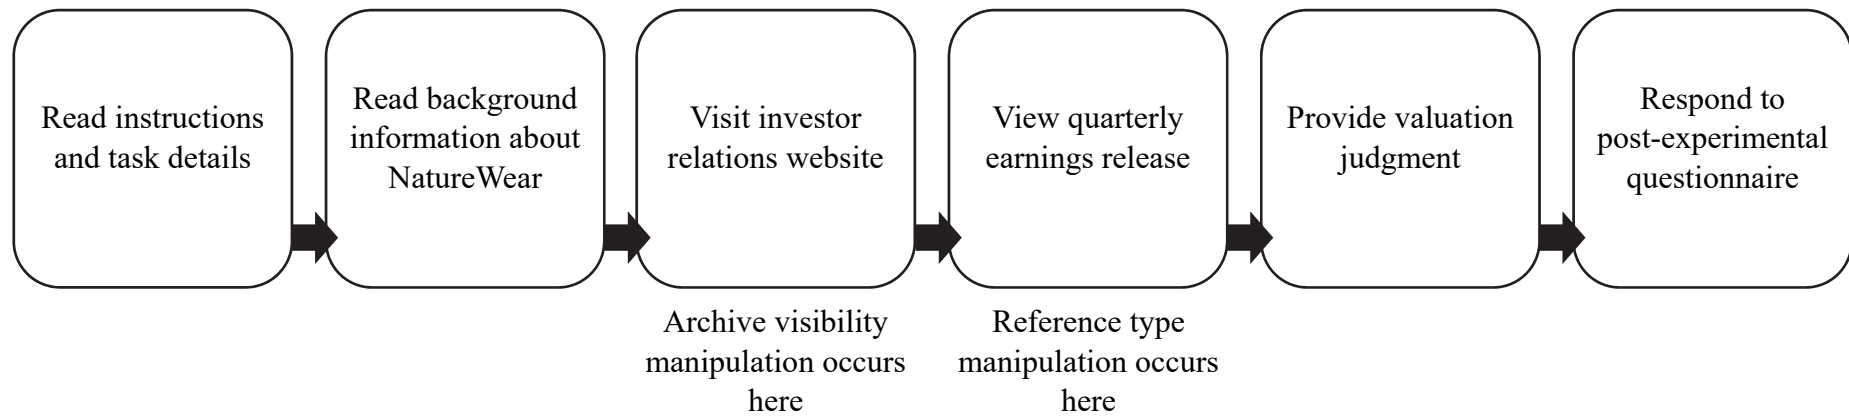 Read instructions
and task details
Read background
information about
NatureWear
Visit investor
relations website
View quarterly
earnings release
Provide valuation
judgment
Respond to
post-experimental
questionnaire
Archive visibility
manipulation occurs
here
Reference type
manipulation occurs
here